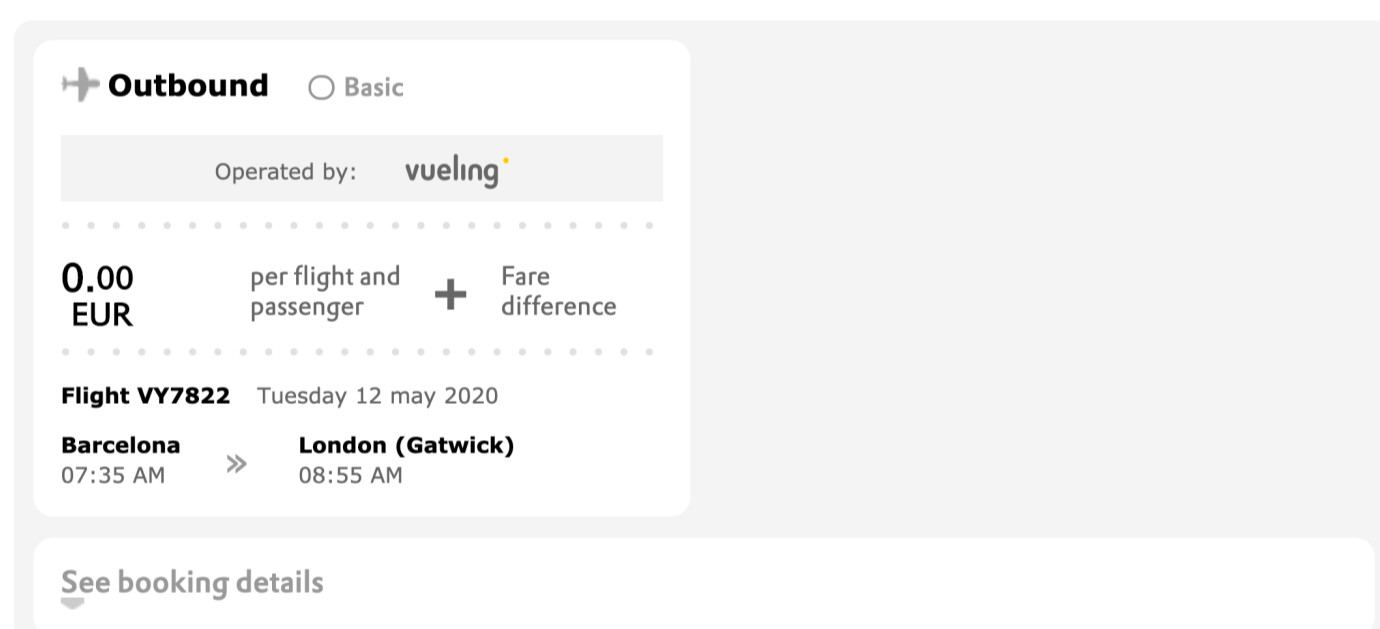 Outbound Basic
Operated by: vueling
0.00 per flight and + Fare
EUR passenger difference
Flight VY7822 Tuesday 12 may 2020
Barcelona » London (Gatwick)
07:35 AM 08:55 AM
See booking details